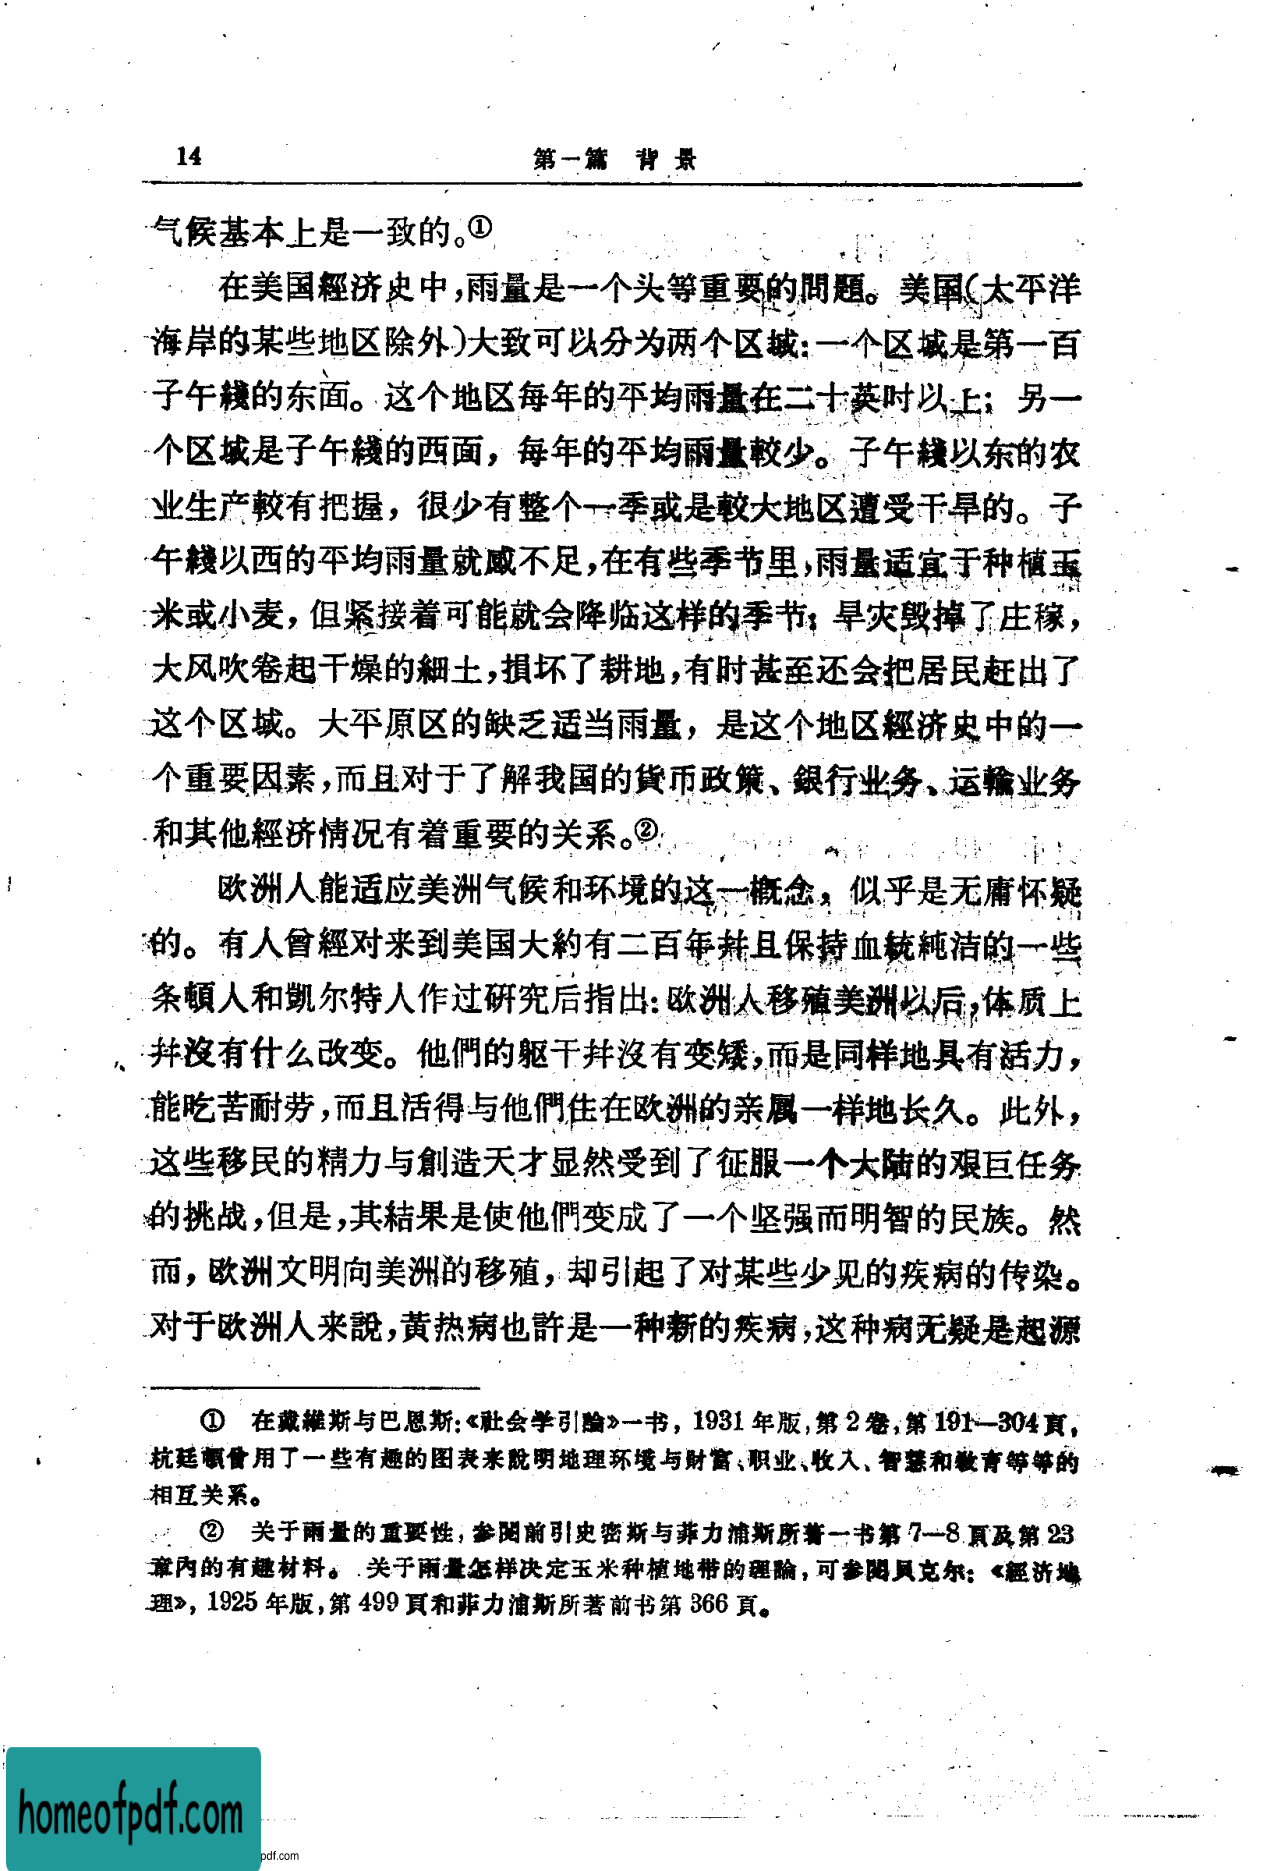 14
第一篇 背景
气候基本上是一致的。①
在美国經济史中,雨量是一个头等重要的問題。美国(太平洋
海岸的某些地区除外)大致可以分为两个区域:一个区域是第一百
子午綫的东面。这个地区每年的平均雨量在二十英吋以上;另一
个区域是子午綫的西面,每年的平均雨量較少。子午綫以东的农
业生产較有把握,很少有整个一季或是較大地区遭受干旱的。子
午綫以西的平均雨量就感不足,在有些季节里,雨量适宜于种植玉
米或小麦,但紧接着可能就会降临这样的季节:旱灾毁掉了庄稼,
大风吹卷起干燥的細土,損坏了耕地,有时甚至还会把居民赶出了
这个区域。大平原区的缺乏适当雨量,是这个地区經济史中的一
个重要因素,而且对于了解我国的貨币政策、銀行业务、运輸业务
和其他經济情况有着重要的关系。②
欧洲人能适应美洲气候和环境的这一概念,似乎是无庸怀疑
的。有人曾經对来到美国大約有二百年幷且保持血統純洁的一些
条頓人和凱尔特人作过研究后指出:欧洲人移殖美洲以后,体质上
幷沒有什么改变。他們的躯干幷沒有变矮,而是同样地具有活力,
能吃苦耐劳,而且活得与他們住在欧洲的亲属一样地长久。此外,
这些移民的精力与創造天才显然受到了征服一个大陆的艰巨任务
的挑战,但是,其結果是使他們变成了一个坚强而明智的民族。然
而,欧洲文明向美洲的移殖,却引起了对某些少见的疾病的传染。
对于欧洲人来說,黄热病也許是一种新的疾病,这种病无疑是起源
① 在戴維斯与巴恩斯:《社会学引論》一书,1931年版,第2卷,第191—304頁,
杭廷頓曾用了一些有趣的图表来說明地理环境与财富、职业、收入、智慧和教育等等的
相互关系。
② 关于雨量的重要性,参閱前引史密斯与菲力浦斯所著一书第7—8頁及第23
章内的有趣材料。关于雨量怎样决定玉米种植地带的理論,可参閱貝克尔:《經济地
理》,1925年版,第499頁和菲力浦斯所著前书第366頁。
homeofpdf.com
pdf.com